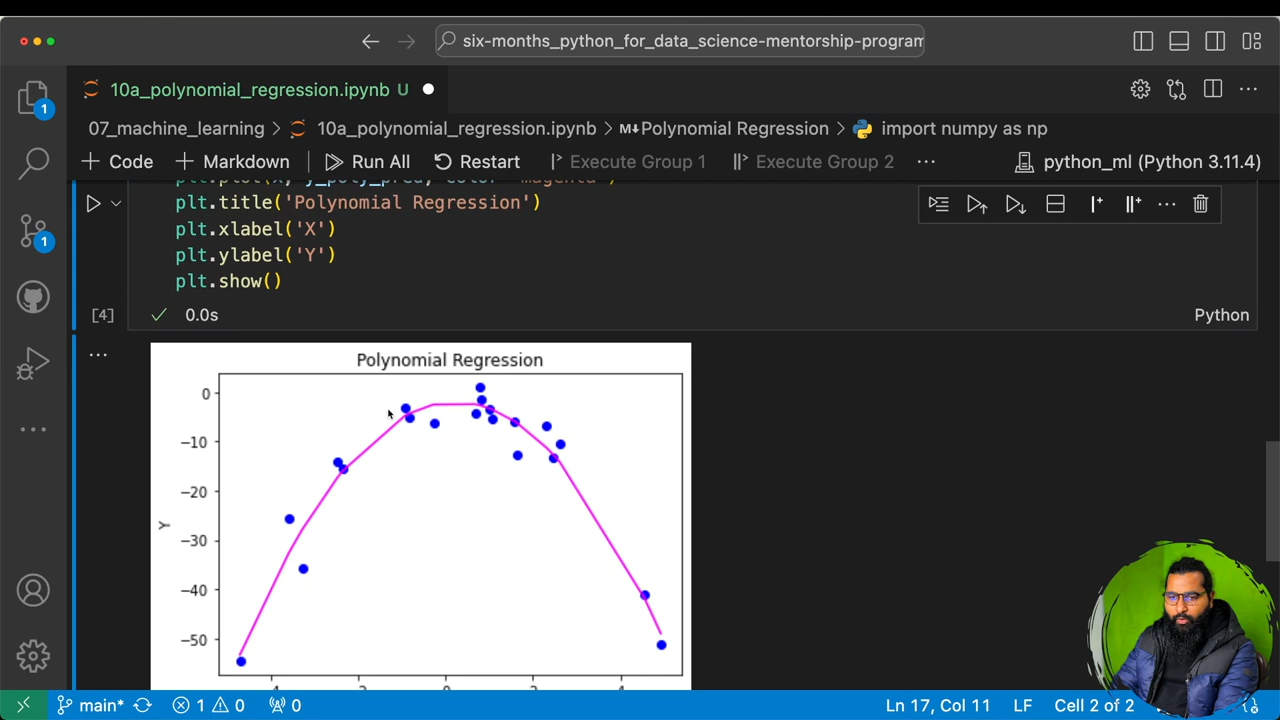 six-months_python_for_data_science-mentorship-program
10a_polynomial_regression.ipynb U
07_machine_learning > 10a_polynomial_regression.ipynb > M↓Polynomial Regression > import numpy as np
+ Code + Markdown Run All Restart Execute Group 1 Execute Group 2 ... python_ml (Python 3.11.4)
1
plt.title('Polynomial Regression')
plt.xlabel('X')
1
plt.ylabel('Y')
plt.show()
[4] 0.0s Python
Polynomial Regression
0
−10
−20
Y
−30
−40
−50
main* 1 0 0 Ln 17, Col 11 LF Cell 2 of 2